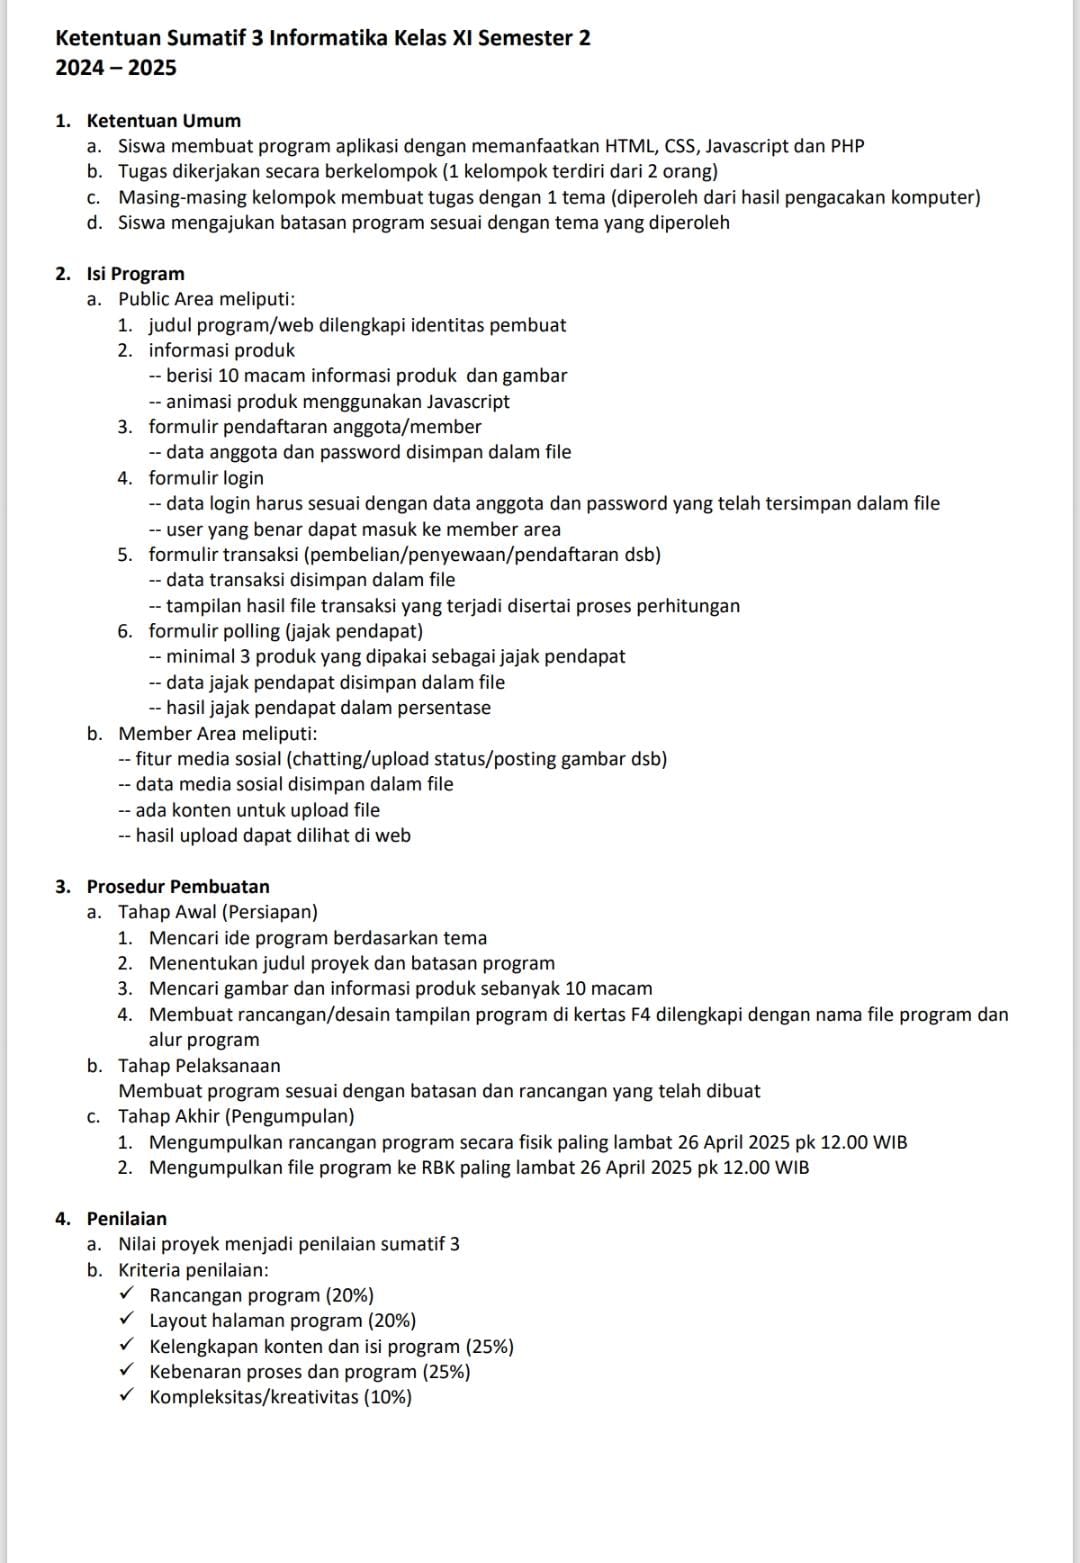 Ketentuan Sumatif 3 Informatika Kelas XI Semester 2
2024 – 2025
1. Ketentuan Umum
a. Siswa membuat program aplikasi dengan memanfaatkan HTML, CSS, Javascript dan PHP
b. Tugas dikerjakan secara berkelompok (1 kelompok terdiri dari 2 orang)
c. Masing-masing kelompok membuat tugas dengan 1 tema (diperoleh dari hasil pengacakan komputer)
d. Siswa mengajukan batasan program sesuai dengan tema yang diperoleh
2. Isi Program
a. Public Area meliputi:
1. judul program/web dilengkapi identitas pembuat
2. informasi produk
-- berisi 10 macam informasi produk  dan gambar
-- animasi produk menggunakan Javascript
3. formulir pendaftaran anggota/member
-- data anggota dan password disimpan dalam file
4. formulir login
-- data login harus sesuai dengan data anggota dan password yang telah tersimpan dalam file
-- user yang benar dapat masuk ke member area
5. formulir transaksi (pembelian/penyewaan/pendaftaran dsb)
-- data transaksi disimpan dalam file
-- tampilan hasil file transaksi yang terjadi disertai proses perhitungan
6. formulir polling (jajak pendapat)
-- minimal 3 produk yang dipakai sebagai jajak pendapat
-- data jajak pendapat disimpan dalam file
-- hasil jajak pendapat dalam persentase
b. Member Area meliputi:
-- fitur media sosial (chatting/upload status/posting gambar dsb)
-- data media sosial disimpan dalam file
-- ada konten untuk upload file
-- hasil upload dapat dilihat di web
3. Prosedur Pembuatan
a. Tahap Awal (Persiapan)
1. Mencari ide program berdasarkan tema
2. Menentukan judul proyek dan batasan program
3. Mencari gambar dan informasi produk sebanyak 10 macam
4. Membuat rancangan/desain tampilan program di kertas F4 dilengkapi dengan nama file program dan
alur program
b. Tahap Pelaksanaan
Membuat program sesuai dengan batasan dan rancangan yang telah dibuat
c. Tahap Akhir (Pengumpulan)
1. Mengumpulkan rancangan program secara fisik paling lambat 26 April 2025 pk 12.00 WIB
2. Mengumpulkan file program ke RBK paling lambat 26 April 2025 pk 12.00 WIB
4. Penilaian
a. Nilai proyek menjadi penilaian sumatif 3
b. Kriteria penilaian:
✓ Rancangan program (20%)
✓ Layout halaman program (20%)
✓ Kelengkapan konten dan isi program (25%)
✓ Kebenaran proses dan program (25%)
✓ Kompleksitas/kreativitas (10%)